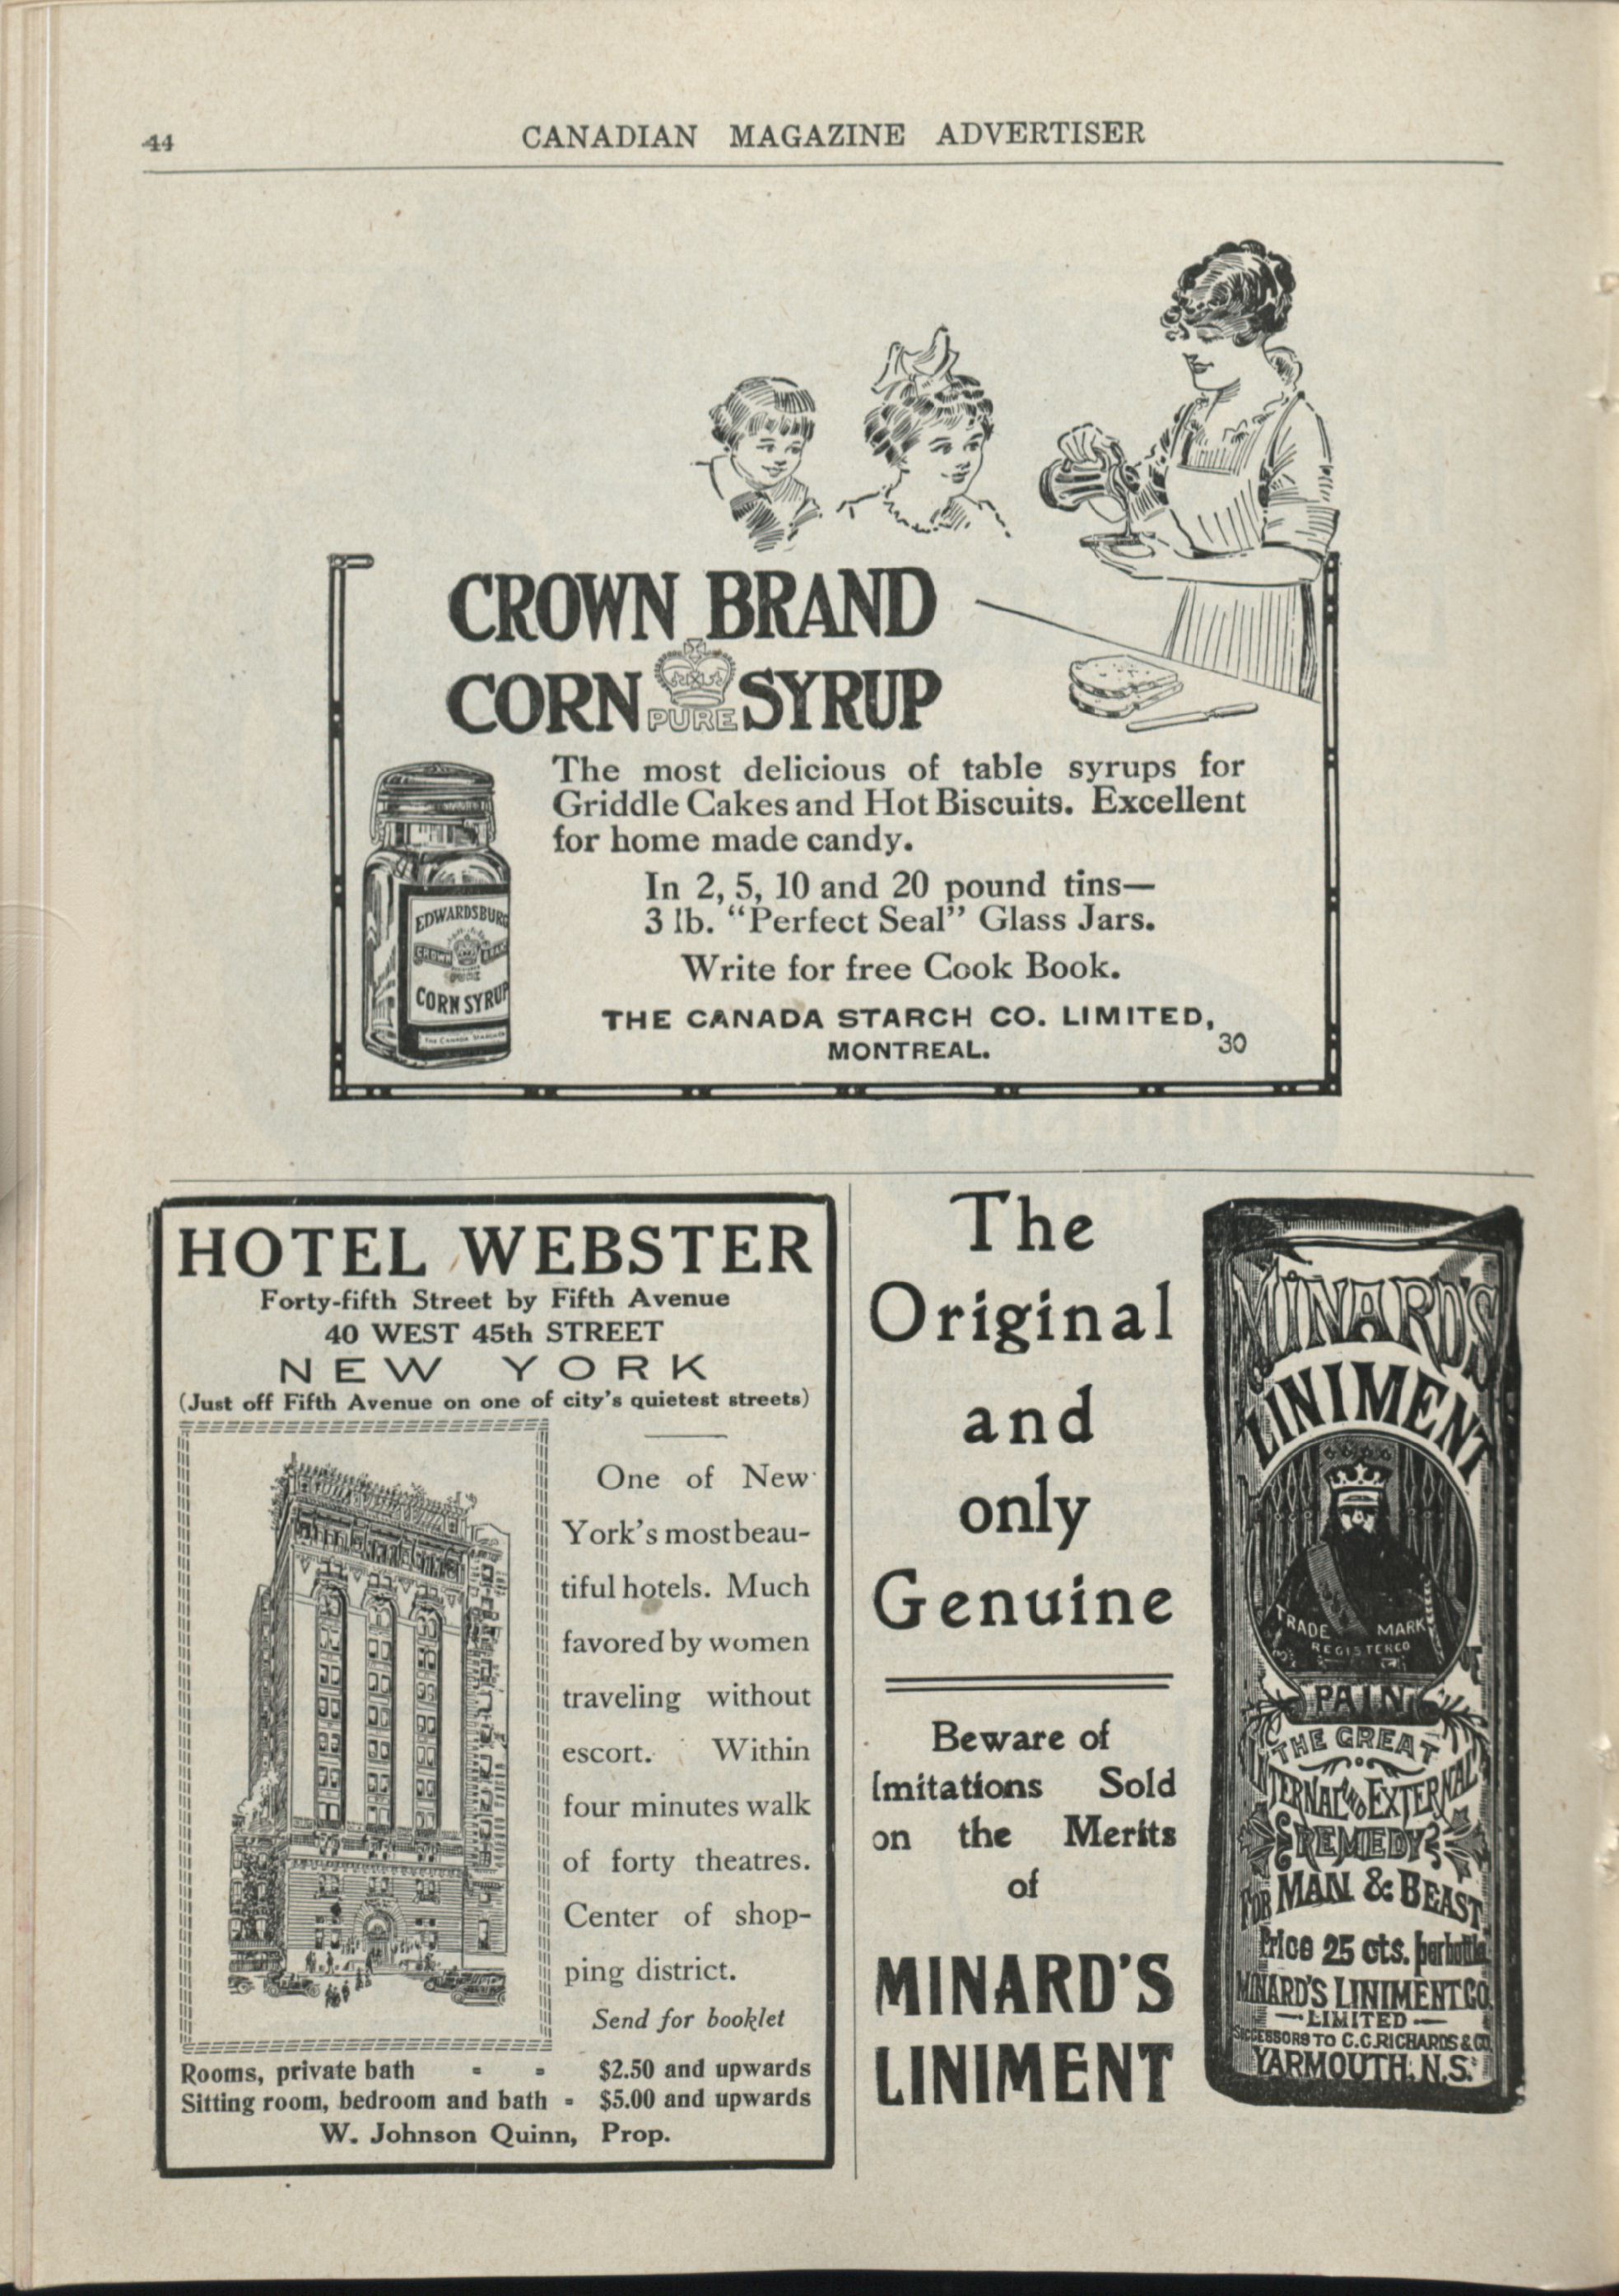 44
CANADIAN MAGAZINE ADVERTISER
CROWN BRAND
CORN PURE SYRUP
The most delicious of table syrups for
Griddle Cakes and Hot Biscuits. Excellent
for home made candy.
In 2, 5, 10 and 20 pound tins—
3 lb. “Perfect Seal” Glass Jars.
Write for free Cook Book.
THE CANADA STARCH CO. LIMITED,
MONTREAL.
30
EDWARDSBURG
CROWN BRAND
CORN SYRUP
THE CANADA STARCH CO
HOTEL WEBSTER
Forty-fifth Street by Fifth Avenue
40 WEST 45th STREET
NEW YORK
(Just off Fifth Avenue on one of city's quietest streets)
One of New
York's most beau-
tiful hotels. Much
favored by women
traveling without
escort. Within
four minutes walk
of forty theatres.
Center of shop-
ping district.
Send for booklet
Rooms, private bath - - $2.50 and upwards
Sitting room, bedroom and bath - $5.00 and upwards
W. Johnson Quinn, Prop.
The
Original
and
only
Genuine
Beware of
Imitations Sold
on the Merits
of
MINARD'S
LINIMENT
MINARD'S
LINIMENT
TRADE MARK
REGISTERED
PAIN
THE GREAT
INTERNAL AND EXTERNAL
REMEDY
FOR MAN & BEAST
Price 25 cts. per bottle
MINARD'S LINIMENT CO.
LIMITED
SUCCESSORS TO C.C. RICHARDS & CO.
YARMOUTH, N.S.